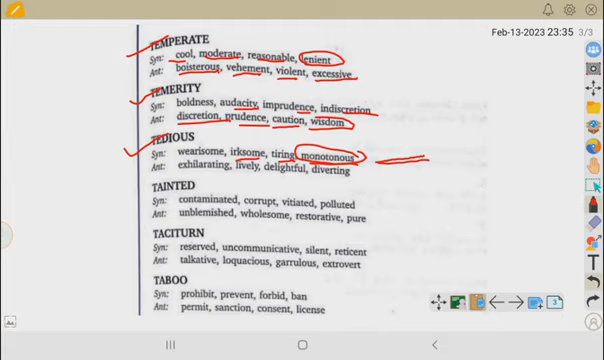 Feb-13-2023 23:35 3/3
TEMPERATE
Syn: cool, moderate, reasonable, lenient
Ant: boisterous, vehement, violent, excessive
TEMERITY
Syn: boldness, audacity, imprudence, indiscretion
Ant: discretion, prudence, caution, wisdom
TEDIOUS
Syn: wearisome, irksome, tiring, monotonous
Ant: exhilarating, lively, delightful, diverting
TAINTED
Syn: contaminated, corrupt, vitiated, polluted
Ant: unblemished, wholesome, restorative, pure
TACITURN
Syn: reserved, uncommunicative, silent, reticent
Ant: talkative, loquacious, garrulous, extrovert
TABOO
Syn: prohibit, prevent, forbid, ban
Ant: permit, sanction, consent, license
3
T